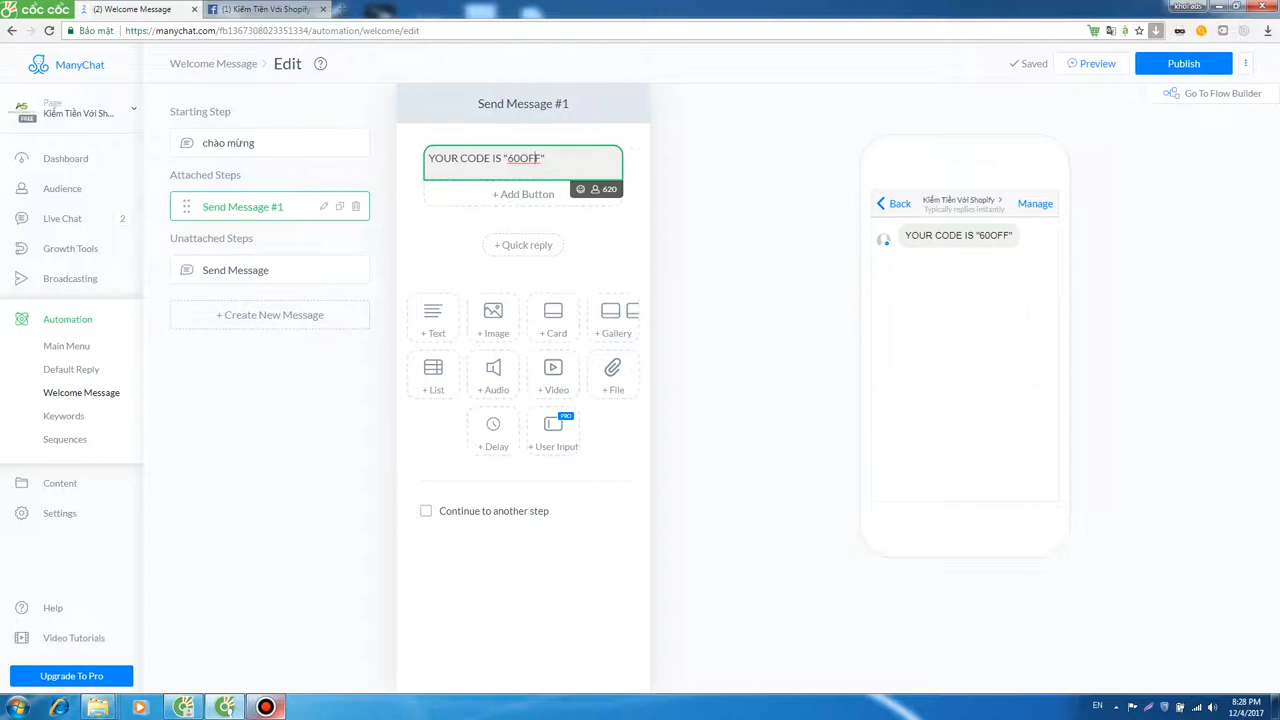 cốc cốc
(2) Welcome Message
(1) Kiếm Tiền Với Shopify
khoi ads
Bảo mật
https://manychat.com/fb1367308023351334/automation/welcome/edit
ManyChat
Welcome Message
Edit
Saved
Preview
Publish
Go To Flow Builder
Page
Kiếm Tiền Với Sh...
FREE
Dashboard
Audience
Live Chat
2
Growth Tools
Broadcasting
Automation
Main Menu
Default Reply
Welcome Message
Keywords
Sequences
Content
Settings
Help
Video Tutorials
Upgrade To Pro
Starting Step
chào mừng
Attached Steps
Send Message #1
Unattached Steps
Send Message
+ Create New Message
Send Message #1
YOUR CODE IS "60OFF"
620
+ Add Button
+ Quick reply
+ Text
+ Image
+ Card
+ Gallery
+ List
+ Audio
+ Video
+ File
+ Delay
PRO
+ User Input
Continue to another step
Back
Kiếm Tiền Với Shopify
Typically replies instantly
Manage
YOUR CODE IS "60OFF"
EN
8:28 PM
12/4/2017